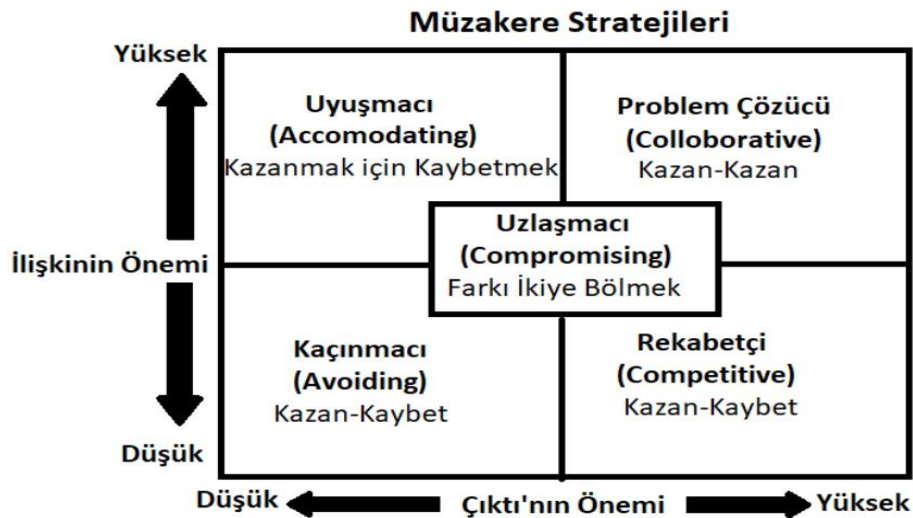 Müzakere Stratejileri
Yüksek
Uyuşmacı
(Accomodating)
Kazanmak için Kaybetmek
Problem Çözücü
(Colloborative)
Kazan-Kazan
Uzlaşmacı
(Compromising)
Farkı İkiye Bölmek
İlişkinin Önemi
Kaçınmacı
(Avoiding)
Kazan-Kaybet
Rekabetçi
(Competitive)
Kazan-Kaybet
Düşük
Düşük
Çıktı'nın Önemi
Yüksek